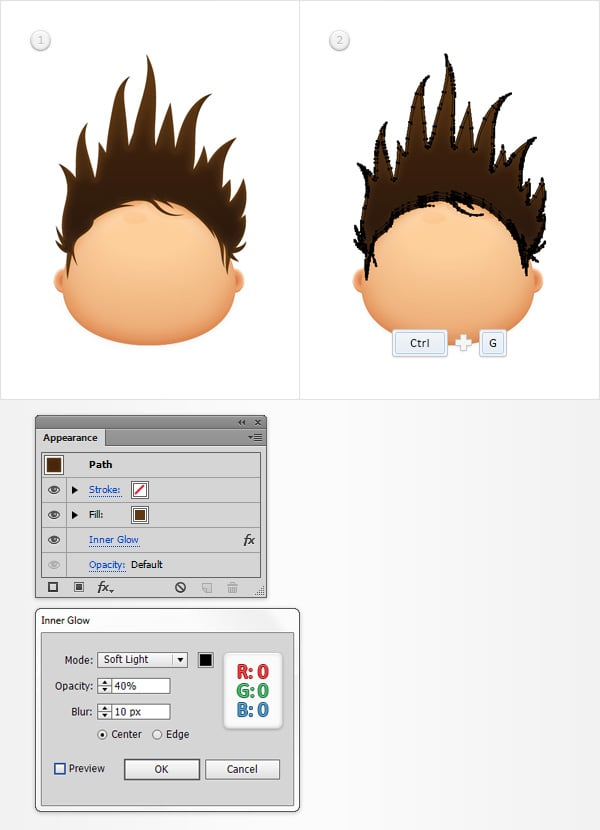 1
2
Ctrl
G
Appearance
Path
Stroke:
Fill:
Inner Glow fx
Opacity: Default
fx
Inner Glow
Mode: Soft Light
Opacity: 40%
Blur: 10 px
Center Edge
Preview OK Cancel
R: 0
G: 0
B: 0